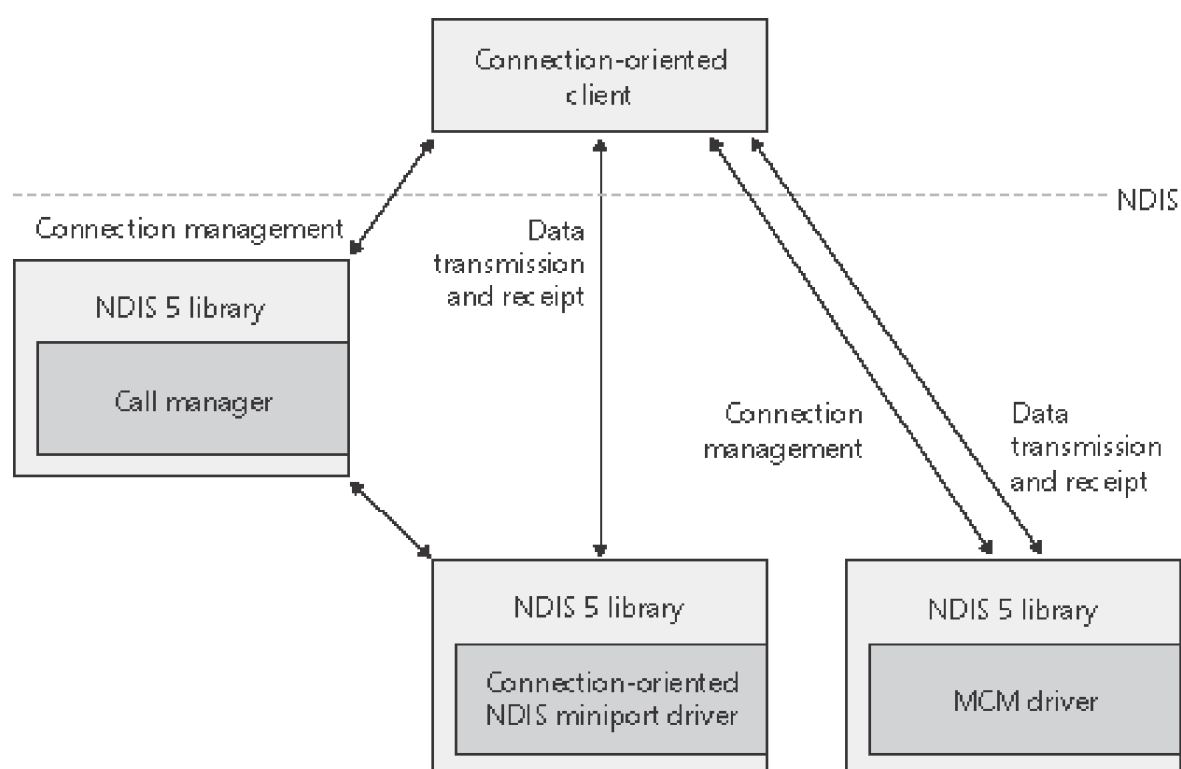 Connection-oriented
client
NDIS
Connection management
Data
transmission
and receipt
NDIS 5 library
Call manager
Connection
management
Data
transmission
and receipt
NDIS 5 library
Connection-oriented
NDIS miniport driver
NDIS 5 library
MCM driver